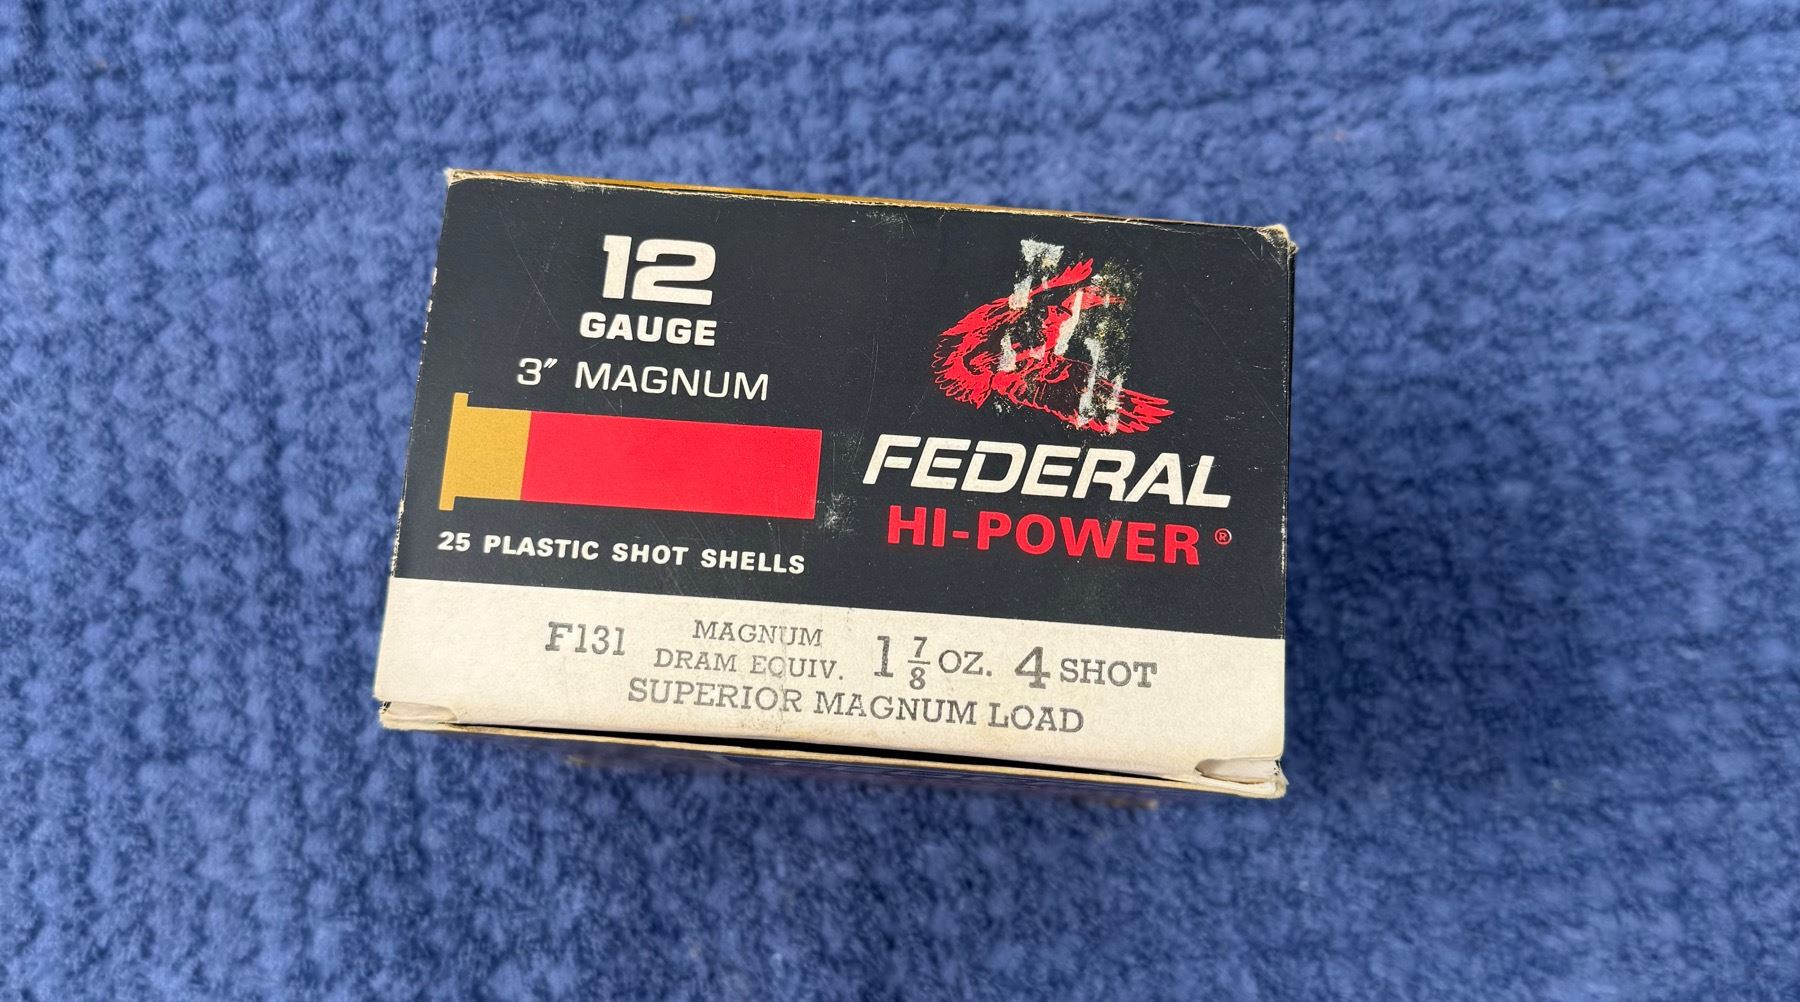 12
GAUGE
3" MAGNUM
25 PLASTIC SHOT SHELLS
FEDERAL
HI-POWER®
F131 MAGNUM DRAM EQUIV. 1 7/8 OZ. 4 SHOT
SUPERIOR MAGNUM LOAD